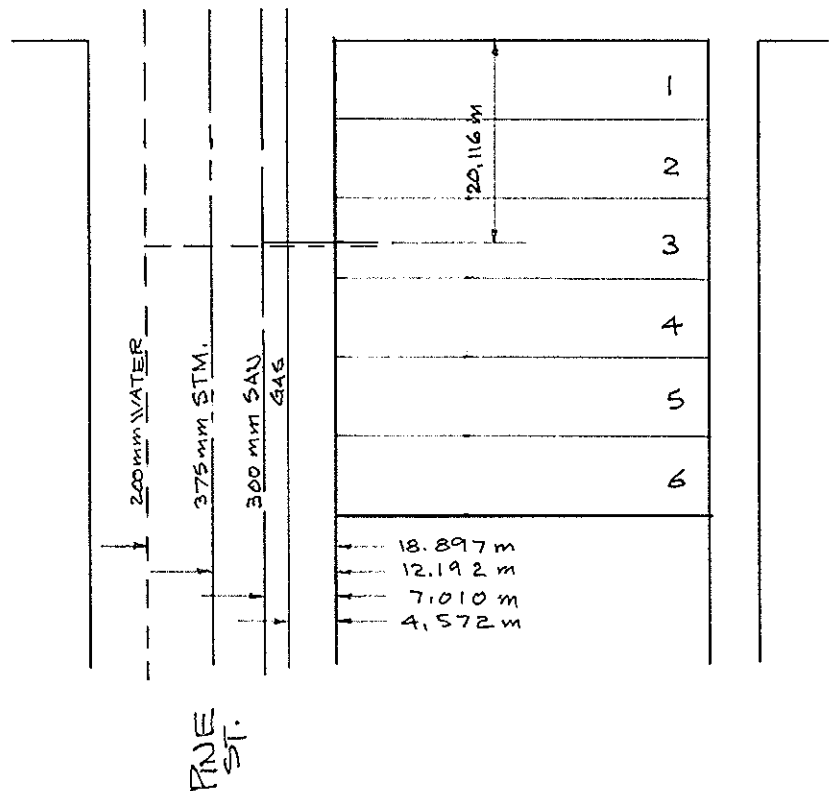 1
20.116 m
2
3
4
5
6
200mm WATER
375mm STM.
300 mm SAN
GAS
18.897 m
12.192 m
7.010 m
4.572 m
PINE
ST.